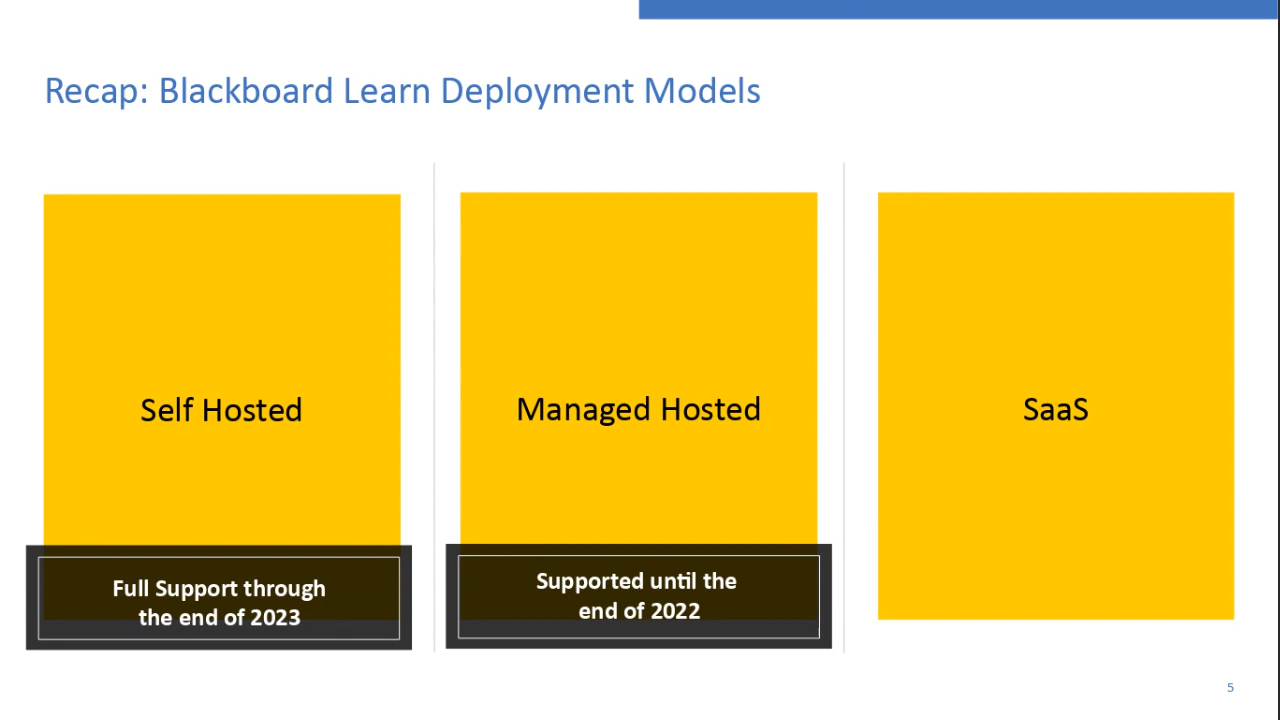 Recap: Blackboard Learn Deployment Models
Self Hosted
Full Support through
the end of 2023
Managed Hosted
Supported until the
end of 2022
SaaS
5